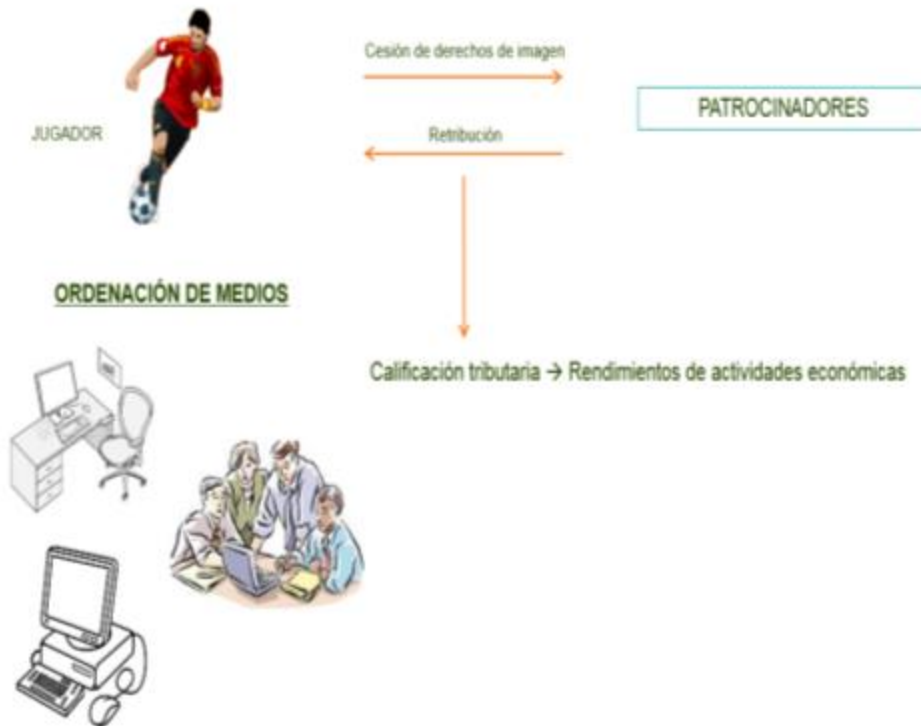 Cesión de derechos de imagen
PATROCINADORES
JUGADOR
Retribución
ORDENACIÓN DE MEDIOS
Calificación tributaria → Rendimientos de actividades económicas